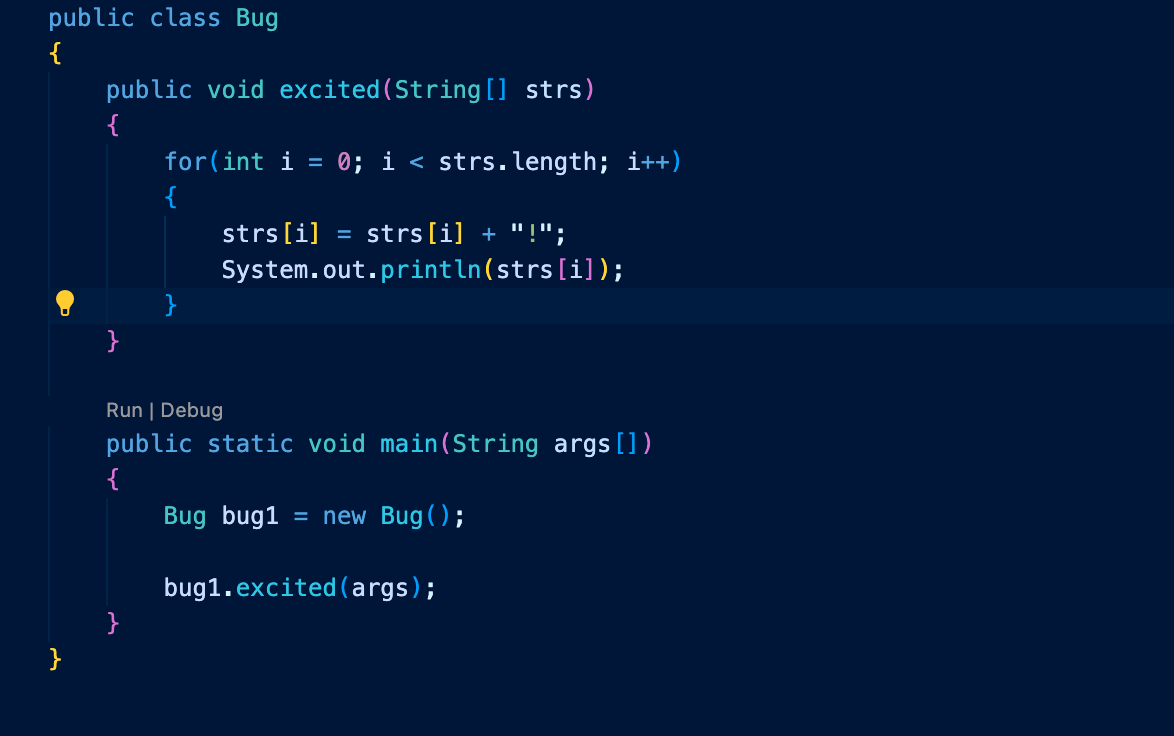 public class Bug
{
    public void excited(String[] strs)
    {
        for(int i = 0; i < strs.length; i++)
        {
            strs[i] = strs[i] + "!";
            System.out.println(strs[i]);
        }
    }

    Run | Debug
    public static void main(String args[])
    {
        Bug bug1 = new Bug();

        bug1.excited(args);
    }
}